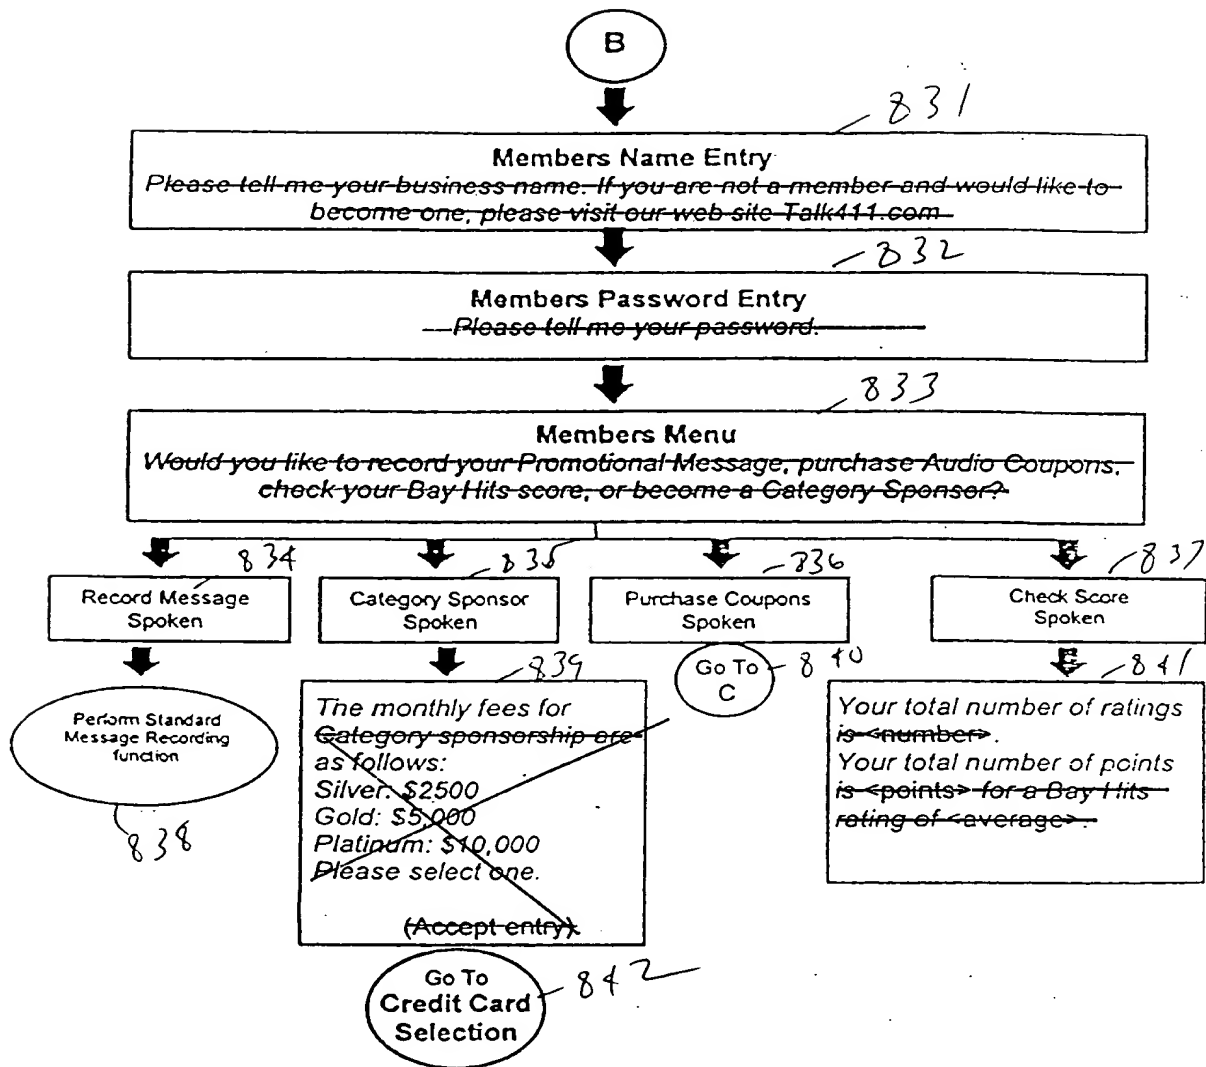 B
831
Members Name Entry
Please tell me your business name. If you are not a member and would like to
become one, please visit our web site Talk411.com
832
Members Password Entry
Please tell me your password.
833
Members Menu
Would you like to record your Promotional Message, purchase Audio Coupons,
check your Bay Hits score, or become a Category Sponsor?
834
Record Message
Spoken
835
Category Sponsor
Spoken
836
Purchase Coupons
Spoken
837
Check Score
Spoken
Perform Standard
Message Recording
function
838
839
The monthly fees for
Category sponsorship are
as follows:
Silver: $2500
Gold: $5,000
Platinum: $10,000
Please select one.
(Accept entry)
Go To
C
840
841
Your total number of ratings
is <number>.
Your total number of points
is <points> for a Bay Hits
rating of <average>.
Go To
Credit Card
Selection
842